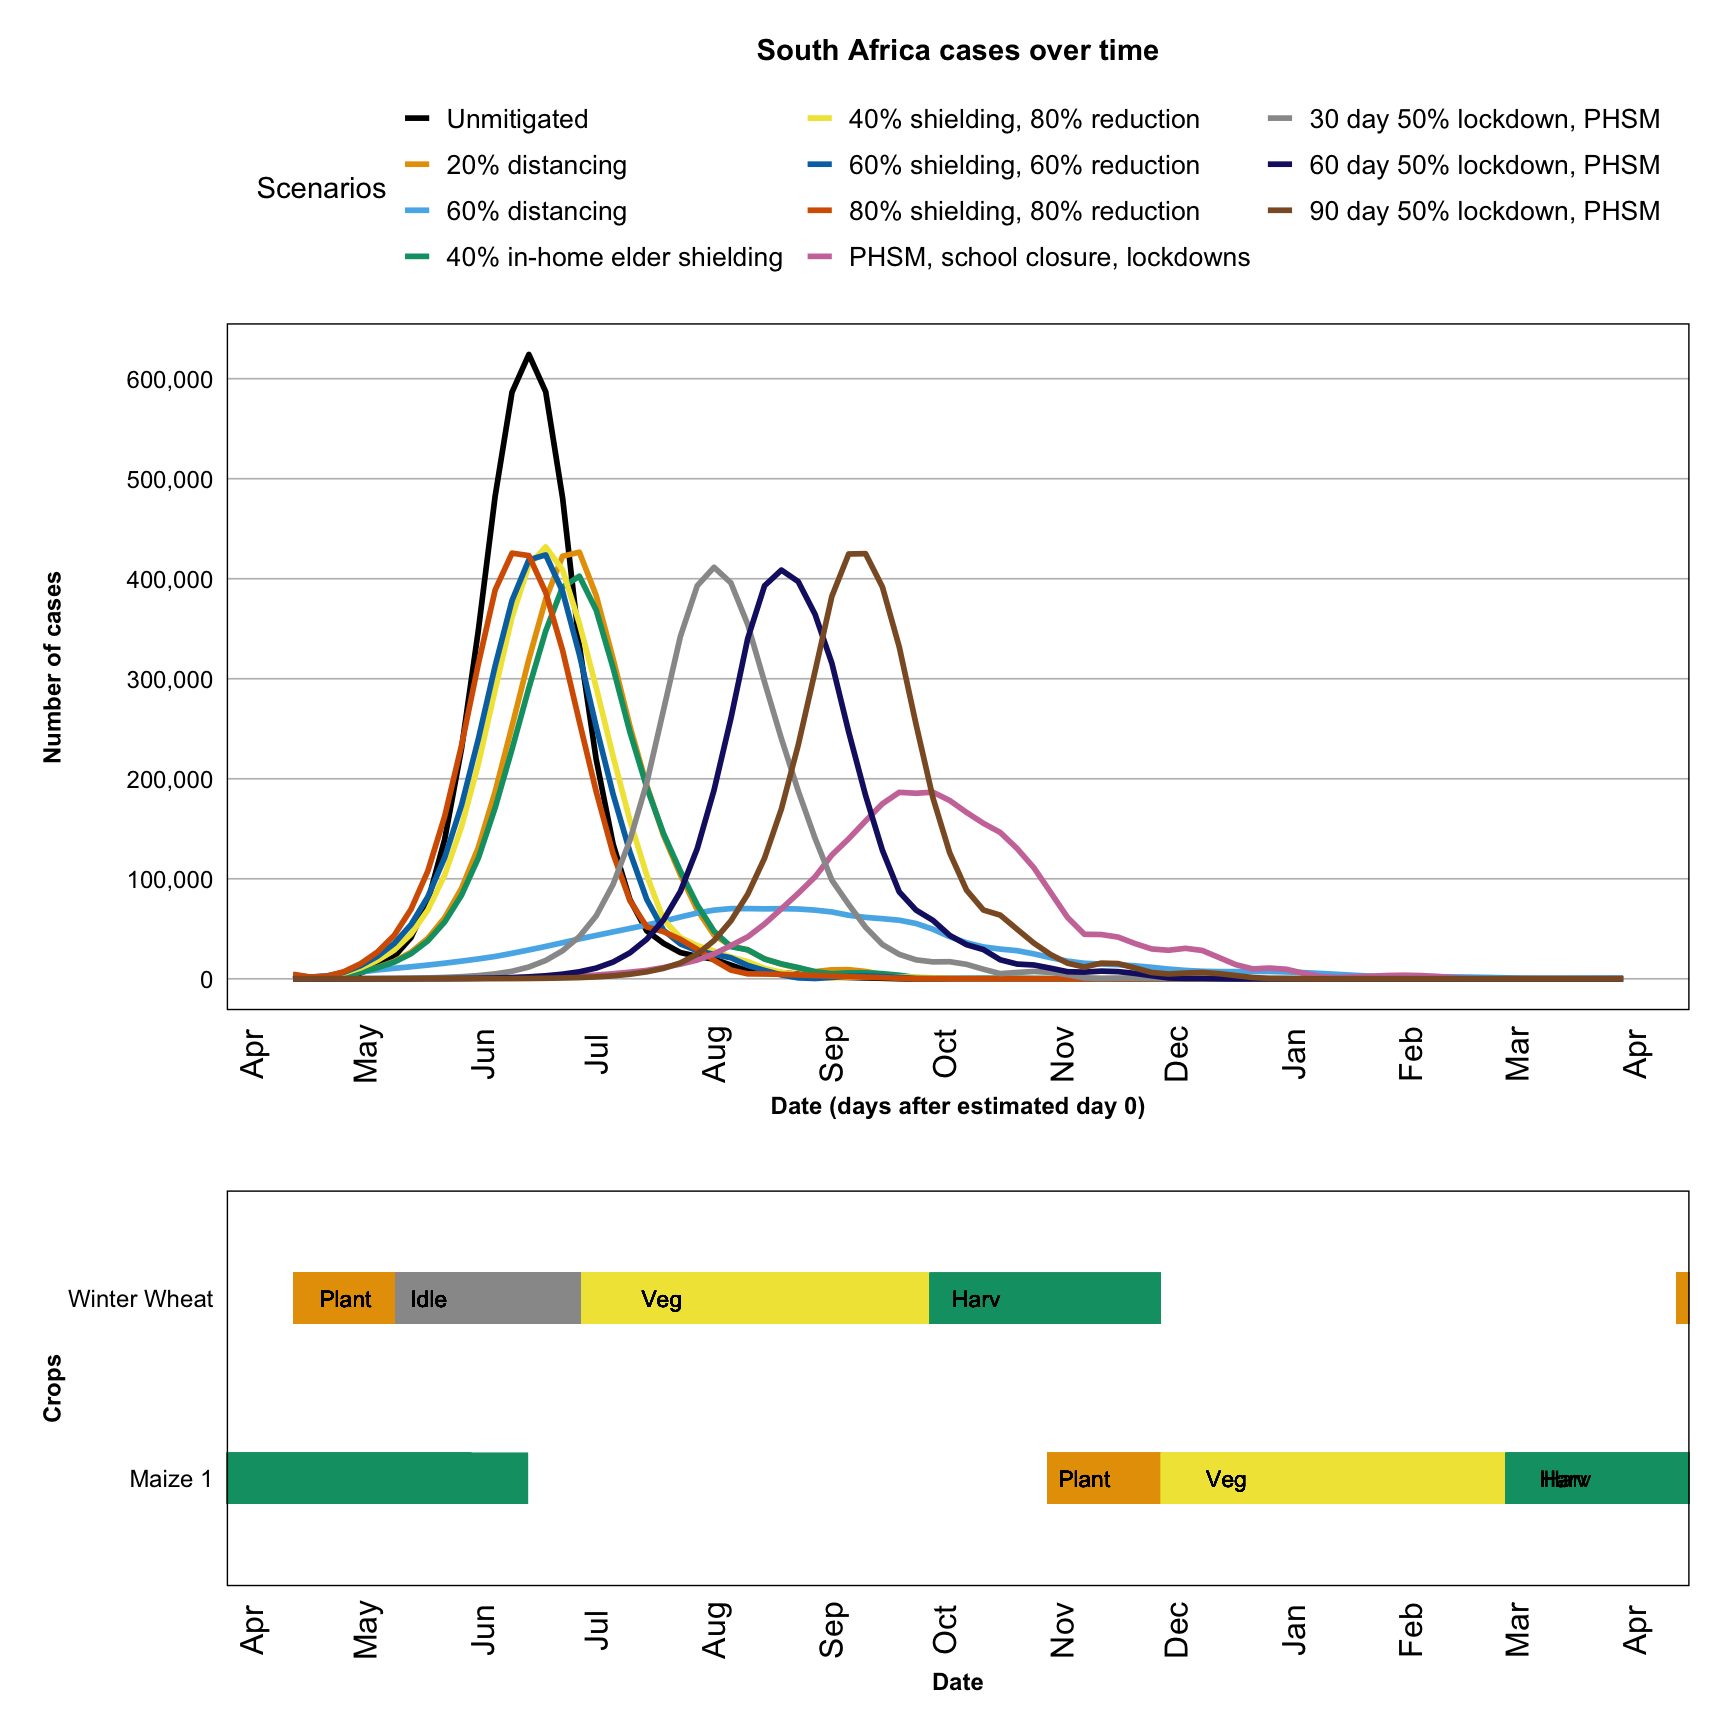 South Africa cases over time
Scenarios
Unmitigated
20% distancing
60% distancing
40% in-home elder shielding
40% shielding, 80% reduction
60% shielding, 60% reduction
80% shielding, 80% reduction
PHSM, school closure, lockdowns
30 day 50% lockdown, PHSM
60 day 50% lockdown, PHSM
90 day 50% lockdown, PHSM
Number of cases
600,000
500,000
400,000
300,000
200,000
100,000
0
Apr May Jun Jul Aug Sep Oct Nov Dec Jan Feb Mar Apr
Date (days after estimated day 0)
Crops
Winter Wheat
Plant Idle Veg Harv
Maize 1
Plant Veg Harv
Apr May Jun Jul Aug Sep Oct Nov Dec Jan Feb Mar Apr
Date